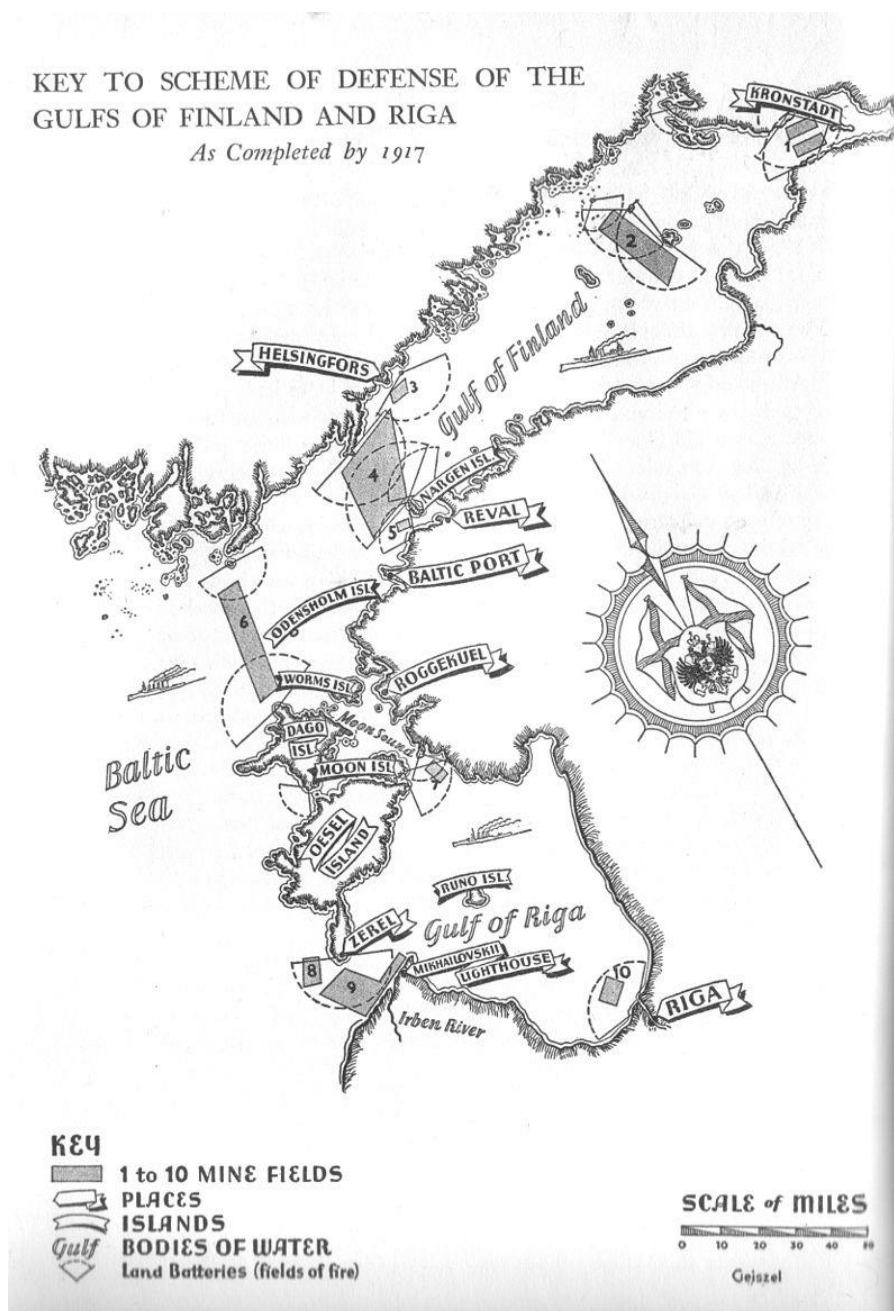 KEY TO SCHEME OF DEFENSE OF THE
GULFS OF FINLAND AND RIGA
As Completed by 1917
KRONSTADT
1
2
HELSINGFORS
3
Gulf of Finland
4
NARGEN ISL.
5
REVAL
BALTIC PORT
ODENSHOLM ISL.
6
ROGGEKUEL
WORMS ISL.
DAGO
ISL.
Moon Sound
MOON ISL.
7
Baltic
Sea
OESEL
ISLAND
RUNO ISL.
Gulf of Riga
ZEREL
MIKHAILOVSKII
LIGHTHOUSE
8
9
10
RIGA
Irben River
KEY
1 to 10 MINE FIELDS
PLACES
ISLANDS
Gulf BODIES OF WATER
Land Batteries (fields of fire)
SCALE of MILES
0 10 20 30 40 50
Gejszel